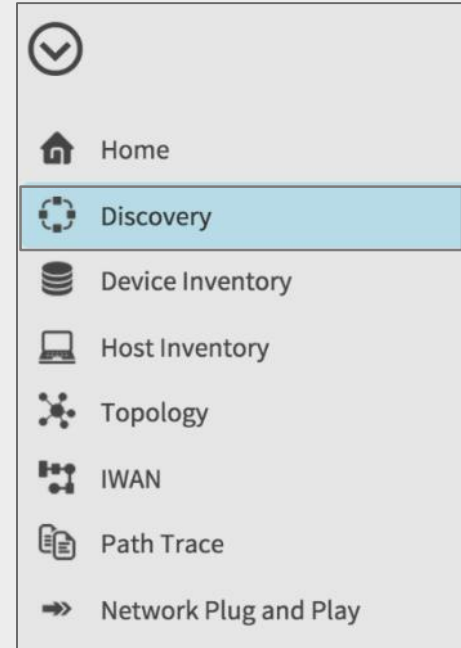 Home
Discovery
Device Inventory
Host Inventory
Topology
IWAN
Path Trace
Network Plug and Play